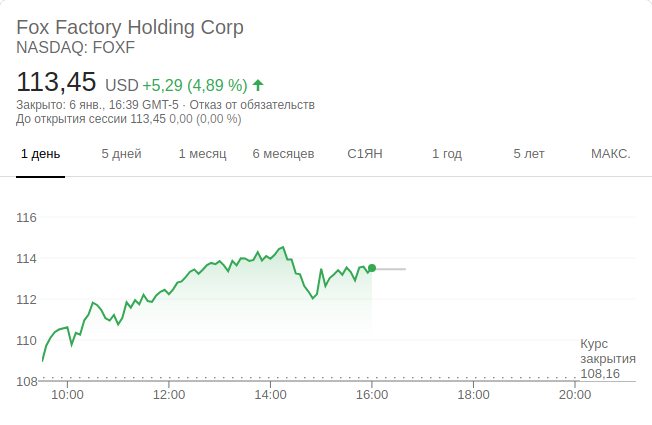 Fox Factory Holding Corp
NASDAQ: FOXF
113,45 USD +5,29 (4,89 %)
Закрыто: 6 янв., 16:39 GMT-5 · Отказ от обязательств
До открытия сессии 113,45 0,00 (0,00 %)
1 день 5 дней 1 месяц 6 месяцев С1ЯН 1 год 5 лет МАКС.
116
114
112
110
Курс
закрытия
108,16
108
10:00 12:00 14:00 16:00 18:00 20:00